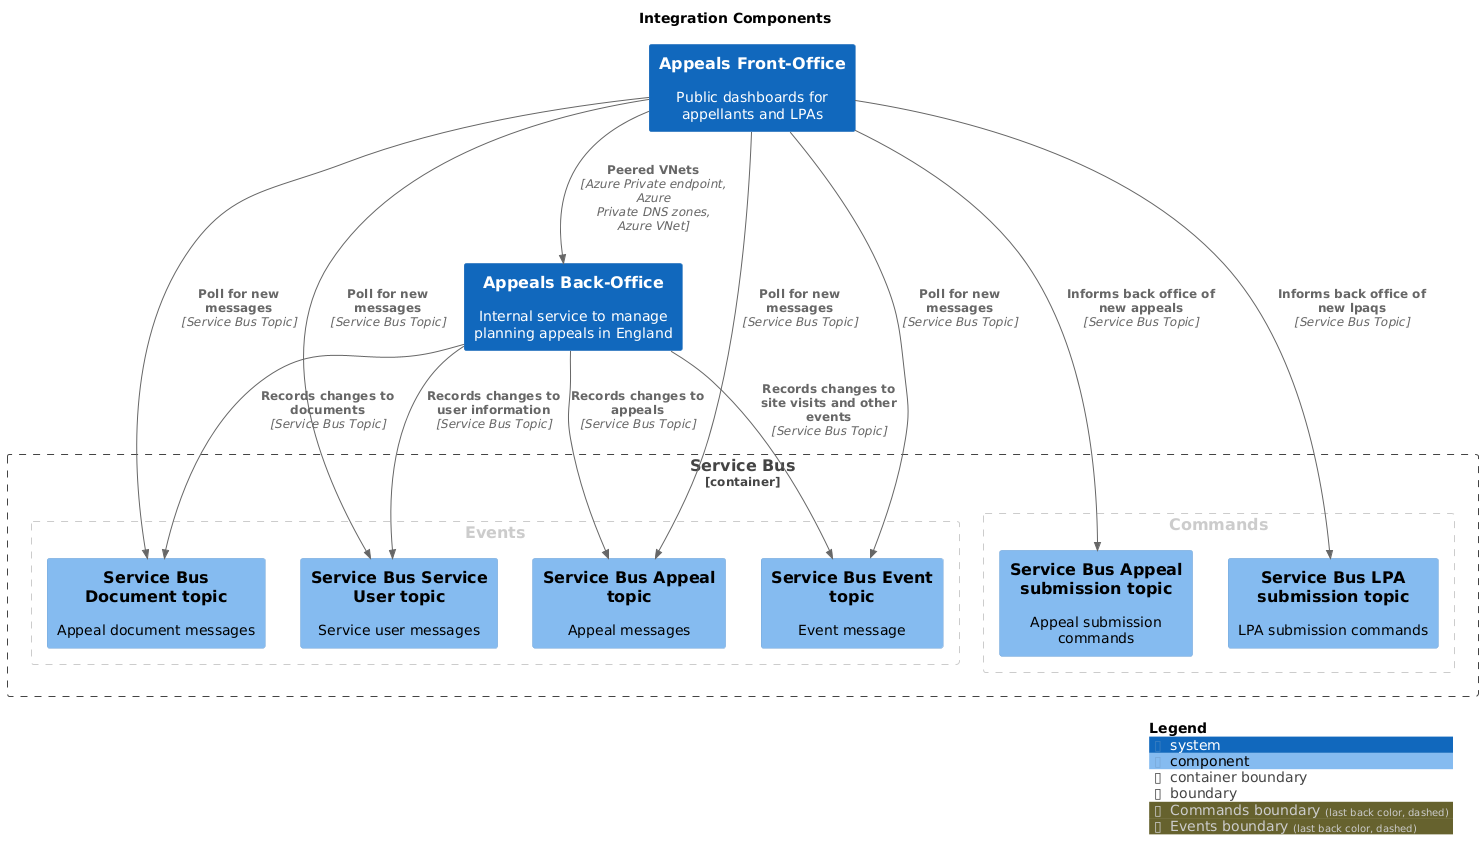 Integration Components
Appeals Front-Office
Public dashboards for
appellants and LPAs
Peered VNets
[Azure Private endpoint,
Azure
Private DNS zones,
Azure VNet]
Appeals Back-Office
Internal service to manage
planning appeals in England
Poll for new
messages
[Service Bus Topic]
Poll for new
messages
[Service Bus Topic]
Poll for new
messages
[Service Bus Topic]
Poll for new
messages
[Service Bus Topic]
Informs back office of
new appeals
[Service Bus Topic]
Informs back office of
new lpaqs
[Service Bus Topic]
Records changes to
documents
[Service Bus Topic]
Records changes to
user information
[Service Bus Topic]
Records changes to
appeals
[Service Bus Topic]
Records changes to
site visits and other
events
[Service Bus Topic]
Service Bus
[container]
Events
Commands
Service Bus
Document topic
Appeal document messages
Service Bus Service
User topic
Service user messages
Service Bus Appeal
topic
Appeal messages
Service Bus Event
topic
Event message
Service Bus Appeal
submission topic
Appeal submission
commands
Service Bus LPA
submission topic
LPA submission commands
Legend
system
component
container boundary
boundary
Commands boundary (last back color, dashed)
Events boundary (last back color, dashed)